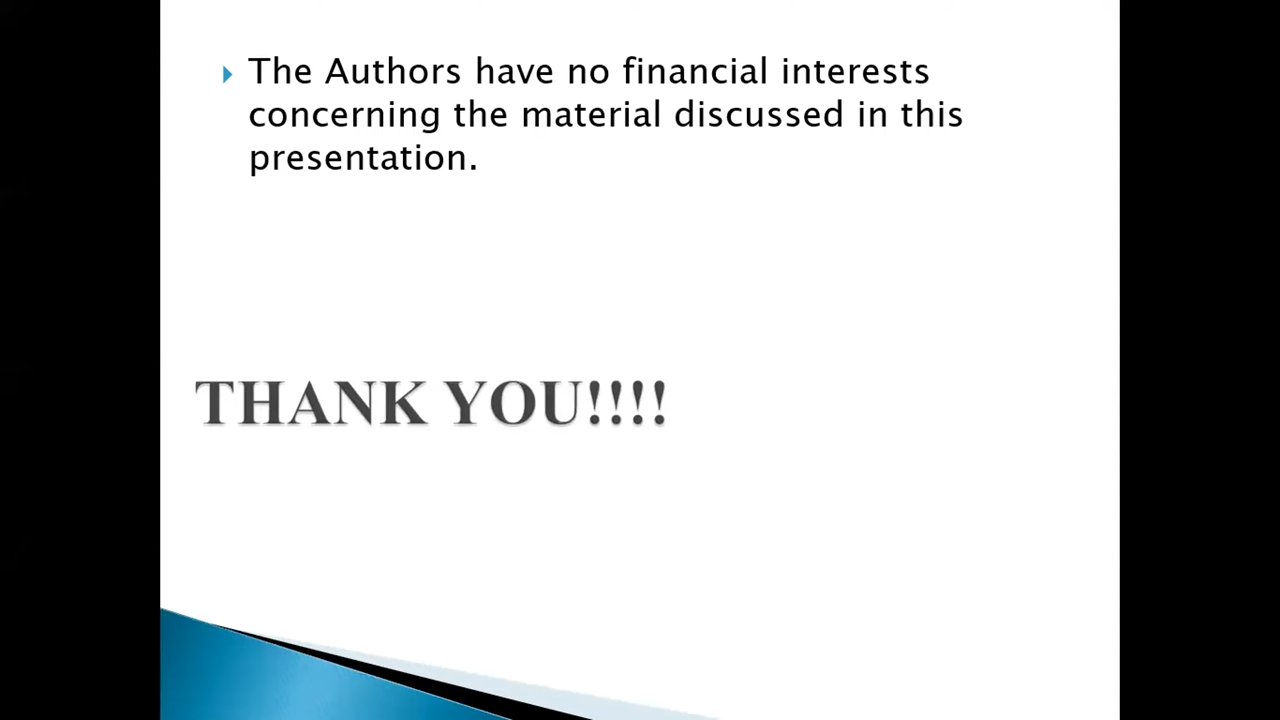 The Authors have no financial interests
concerning the material discussed in this
presentation.
THANK YOU!!!!